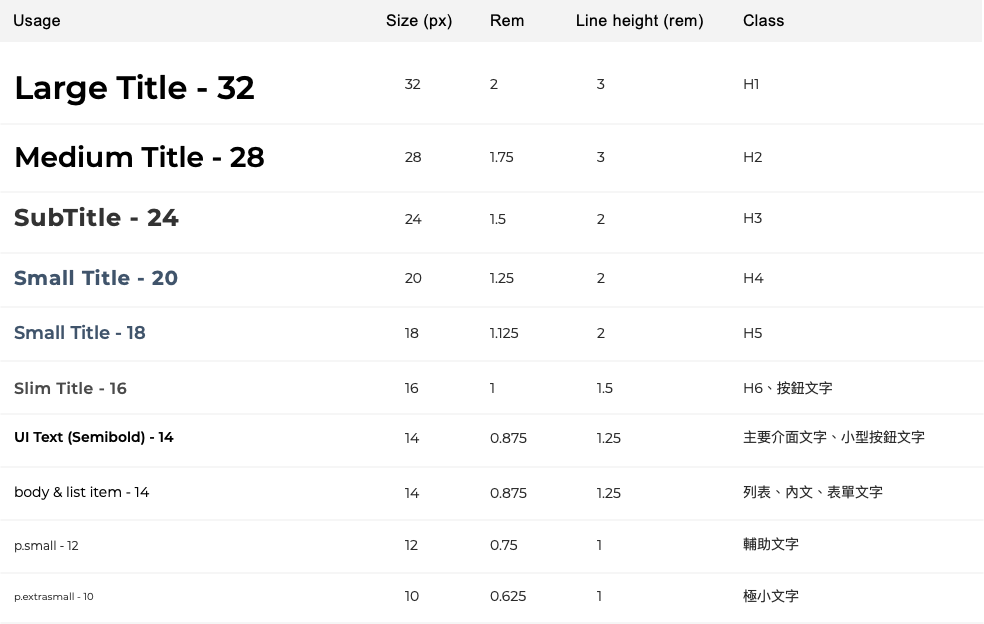 Usage Size (px) Rem Line height (rem) Class
Large Title - 32 32 2 3 H1
Medium Title - 28 28 1.75 3 H2
SubTitle - 24 24 1.5 2 H3
Small Title - 20 20 1.25 2 H4
Small Title - 18 18 1.125 2 H5
Slim Title - 16 16 1 1.5 H6、按鈕文字
UI Text (Semibold) - 14 14 0.875 1.25 主要介面文字、小型按鈕文字
body & list item - 14 14 0.875 1.25 列表、內文、表單文字
p.small - 12 12 0.75 1 輔助文字
p.extrasmall - 10 10 0.625 1 極小文字